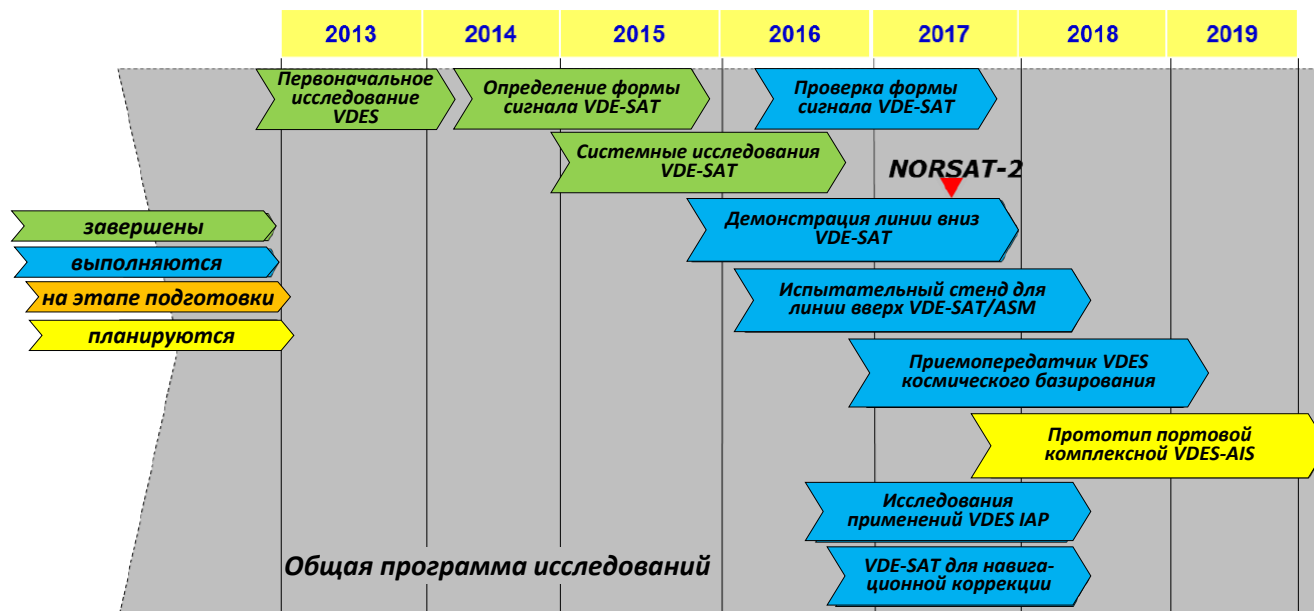 2013 2014 2015 2016 2017 2018 2019
Первоначальное
исследование
VDES
Определение формы
сигнала VDE-SAT
Проверка формы
сигнала VDE-SAT
Системные исследования
VDE-SAT
NORSAT-2
завершены
выполняются
на этапе подготовки
планируются
Демонстрация линии вниз
VDE-SAT
Испытательный стенд для
линии вверх VDE-SAT/ASM
Приемопередатчик VDES
космического базирования
Прототип портовой
комплексной VDES-AIS
Исследования
применений VDES IAP
VDE-SAT для навига-
ционной коррекции
Общая программа исследований